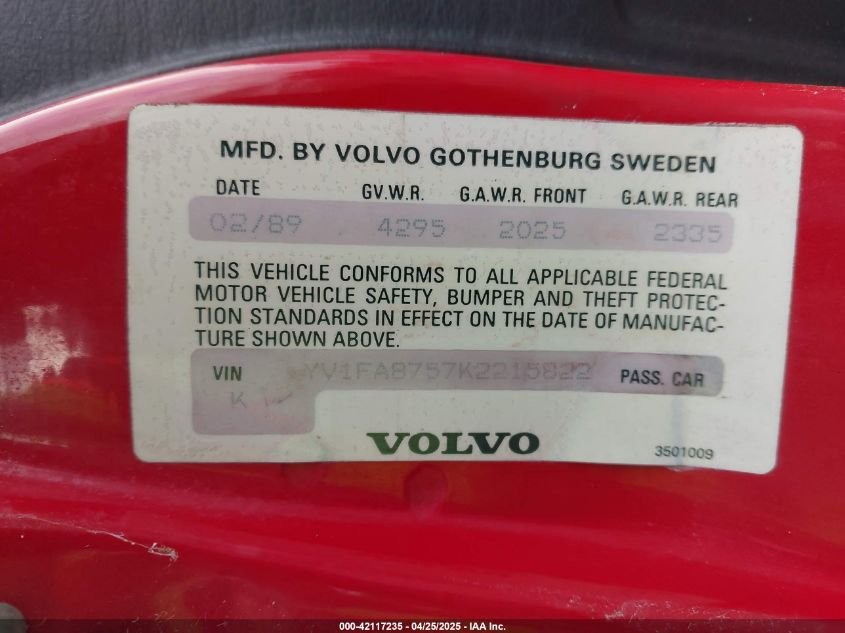 MFD. BY VOLVO GOTHENBURG SWEDEN
DATE GV.W.R. G.A.W.R. FRONT G.A.W.R. REAR
02/89 4295 2025 2335
THIS VEHICLE CONFORMS TO ALL APPLICABLE FEDERAL
MOTOR VEHICLE SAFETY, BUMPER AND THEFT PROTEC-
TION STANDARDS IN EFFECT ON THE DATE OF MANUFAC-
TURE SHOWN ABOVE.
VIN YV1FA8757K2215822 PASS. CAR
K
VOLVO
3501009
000-42117235 - 04/25/2025 - IAA Inc.